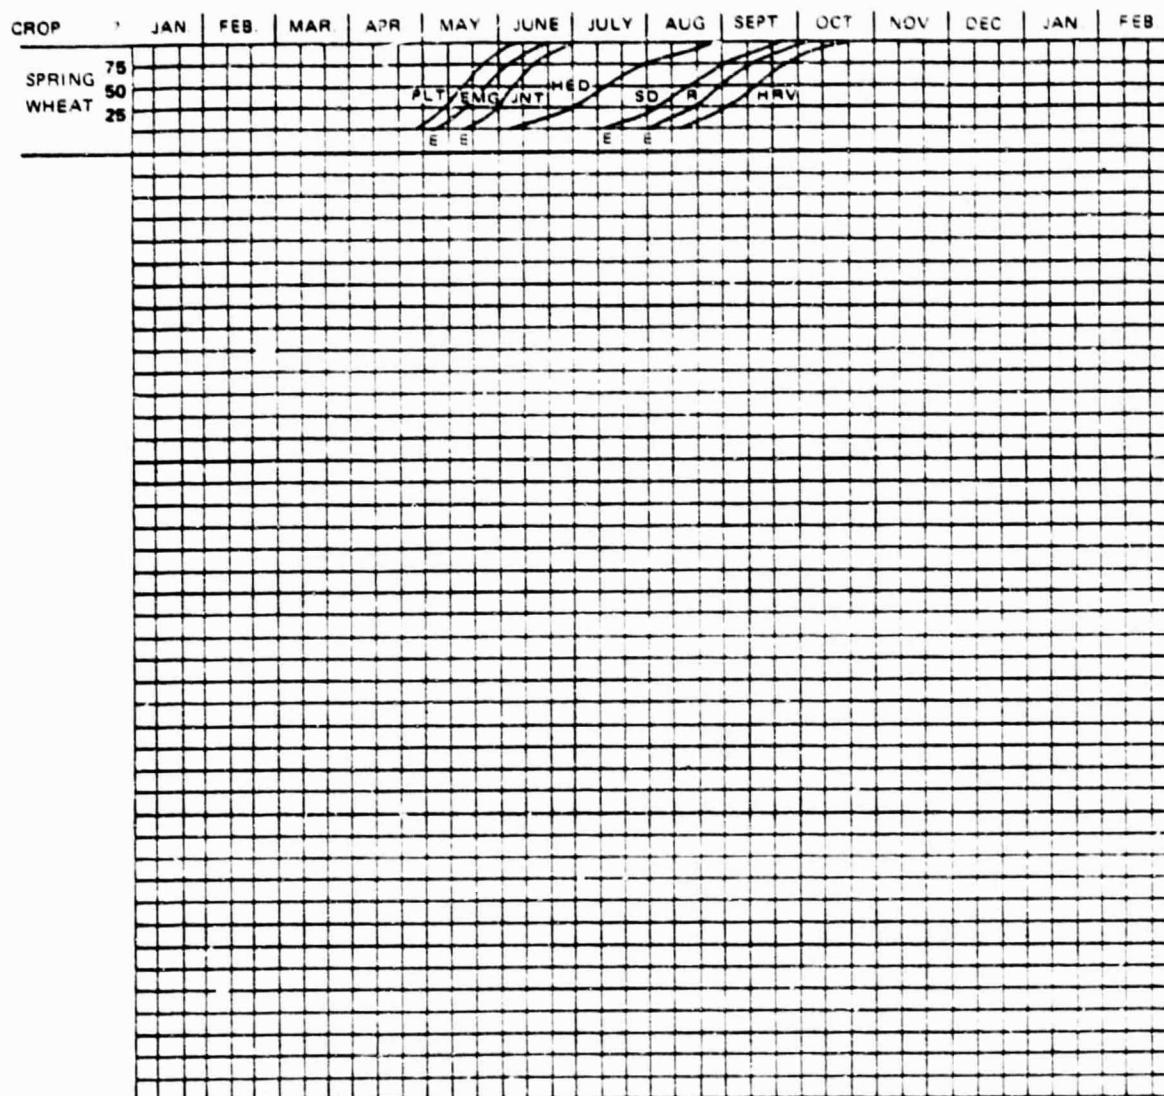 CROP JAN. FEB. MAR. APR MAY JUNE JULY AUG SEPT OCT NOV DEC JAN. FEB.
SPRING WHEAT
75
50
25
PLT EMG JNT HED SD R HRV
E E E E